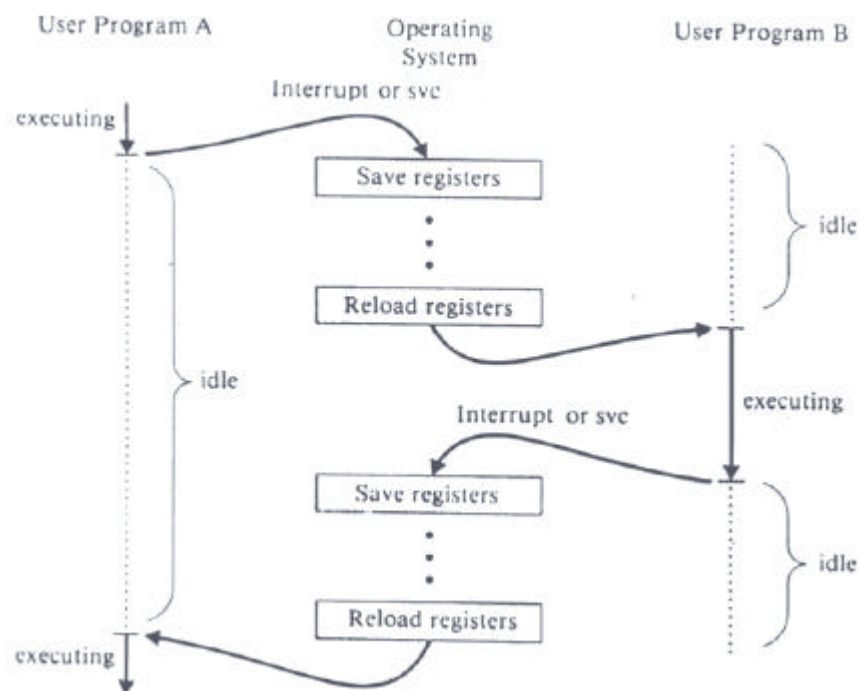 User Program A
Operating
System
User Program B
Interrupt or svc
executing
Save registers
idle
Reload registers
idle
executing
Interrupt or svc
Save registers
idle
Reload registers
executing